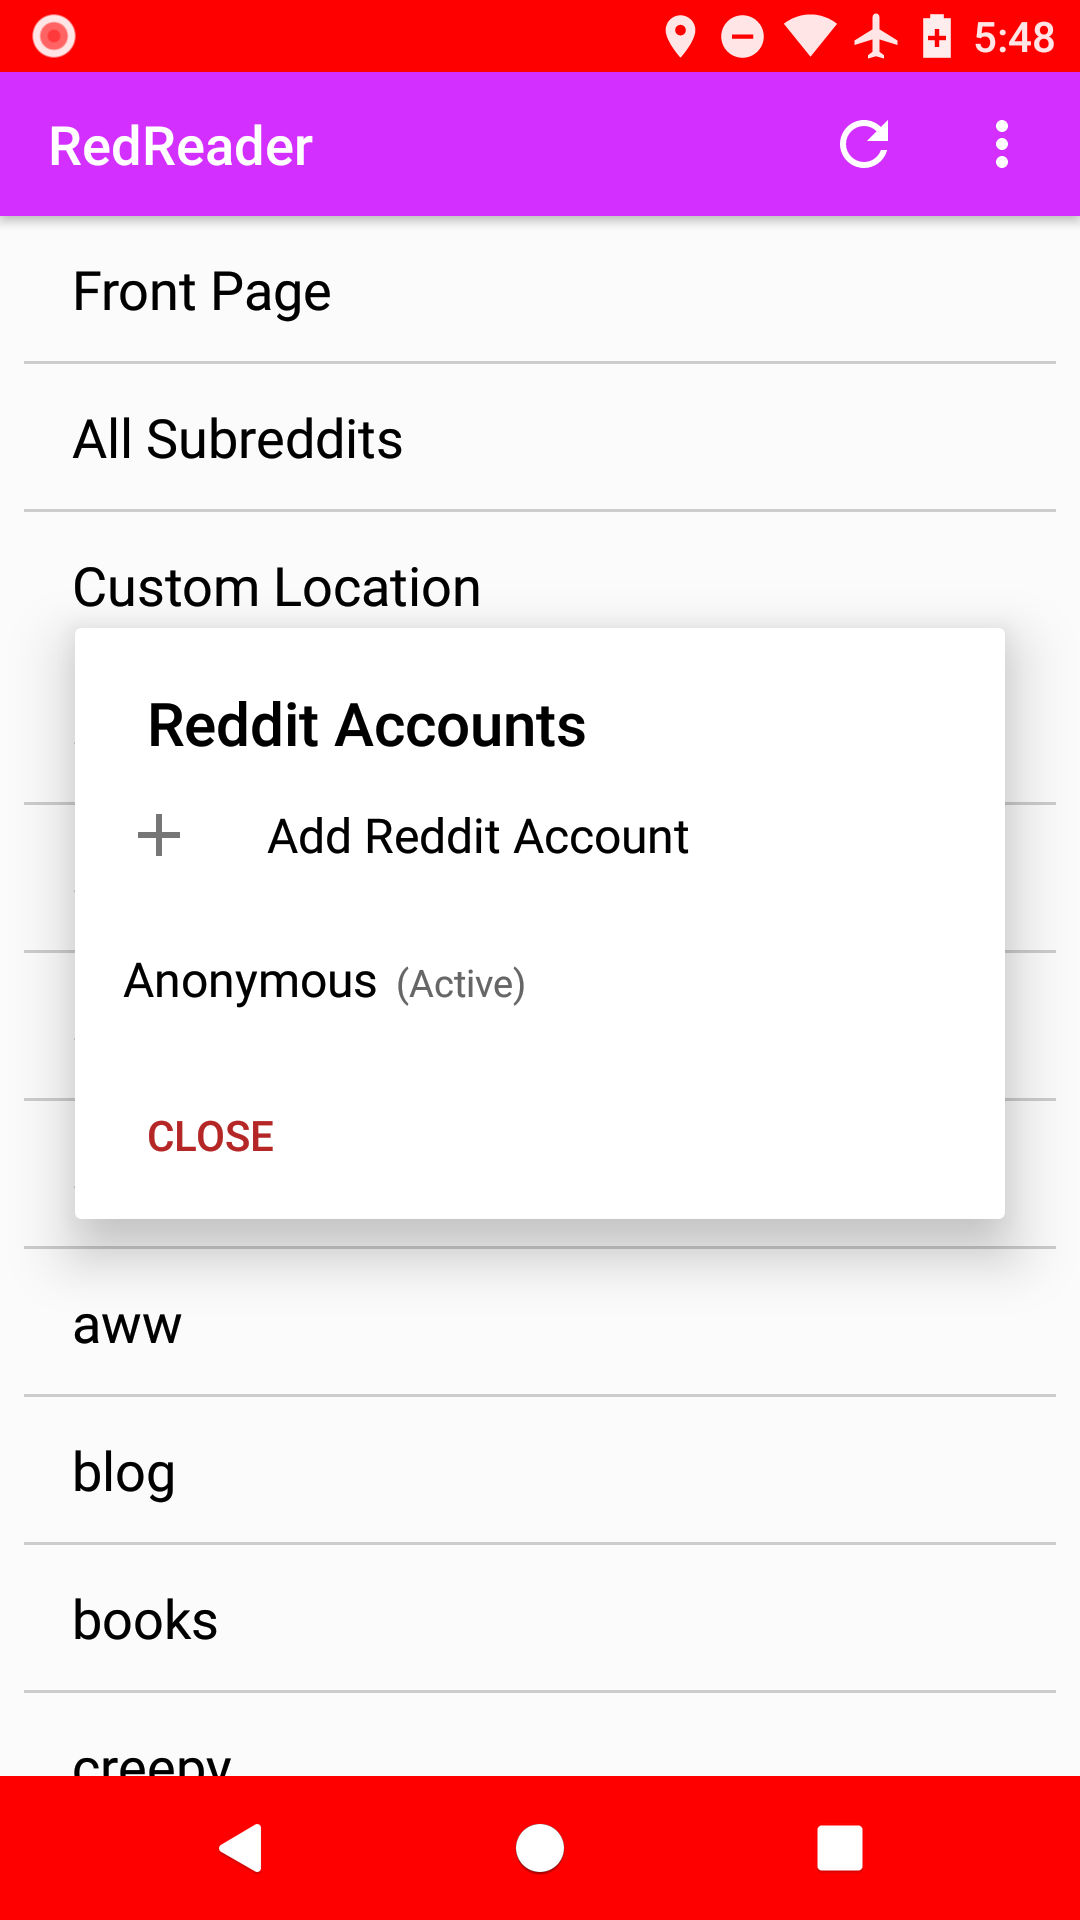 5:48
RedReader
Front Page
All Subreddits
Custom Location
Reddit Accounts
Add Reddit Account
Anonymous (Active)
CLOSE
aww
blog
books
creepy